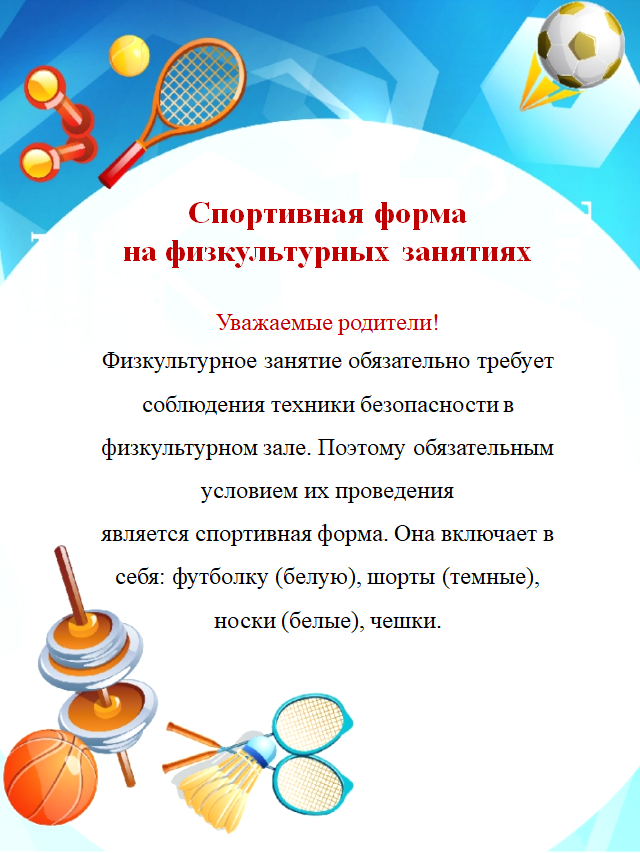 Спортивная форма
на физкультурных занятиях
Уважаемые родители!
Физкультурное занятие обязательно требует
соблюдения техники безопасности в
физкультурном зале. Поэтому обязательным
условием их проведения
является спортивная форма. Она включает в
себя: футболку (белую), шорты (темные),
носки (белые), чешки.